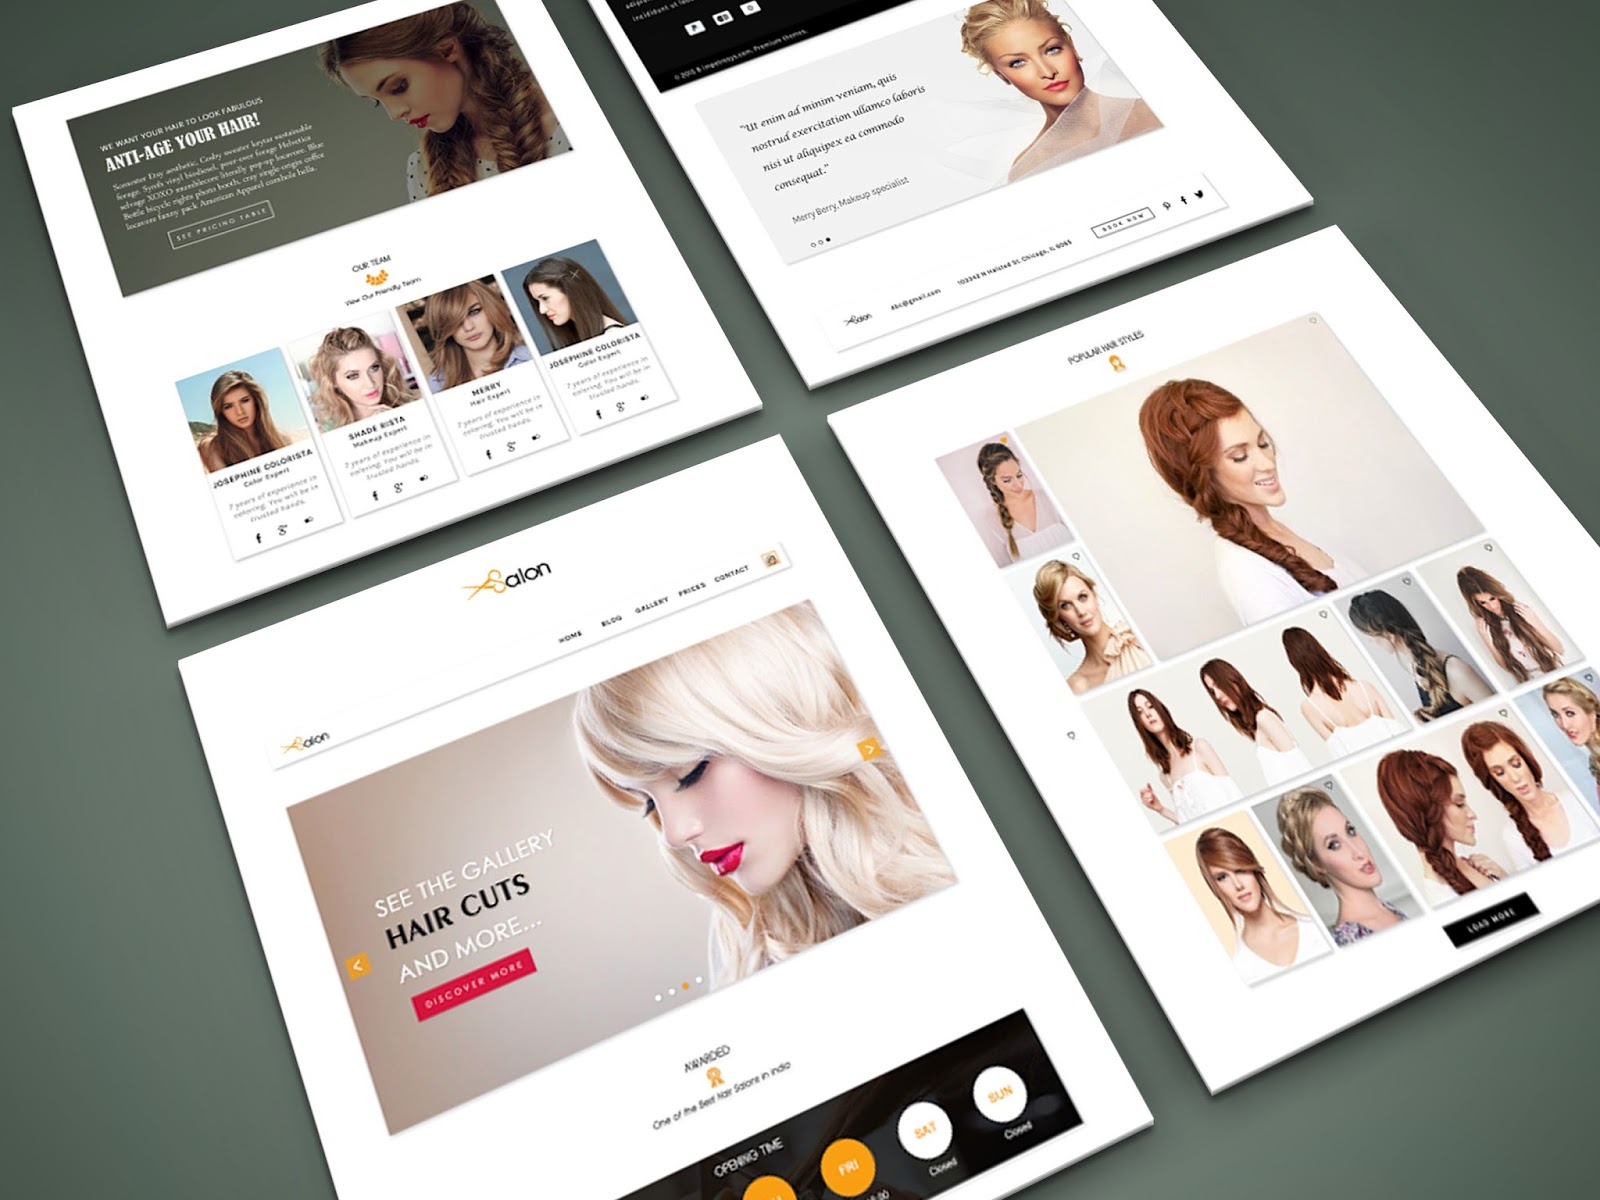 WE WANT YOUR HAIR TO LOOK FABULOUS
ANTI-AGE YOUR HAIR!
Somester Etsy aesthetic, Cosby sweater keytar sustainable
forage. Synth vinyl biodiesel, pour-over forage Helvetica
selvage XOXO mumblecore literally pop-up locavore. Blue
Bottle bicycle rights photo booth, cray single-origin coffee
locavore fanny pack American Apparel cornhole hella.
SEE PRICING TABLE
OUR TEAM
View Our Friendly Team
JOSEPHINE COLORISTA
Color Expert
7 years of experience in
coloring. You will be in
trusted hands.
SHADE RISTA
Makeup Expert
7 years of experience in
coloring. You will be in
trusted hands.
MERRY
Hair Expert
7 years of experience in
coloring. You will be in
trusted hands.
JOSEPHINE COLORISTA
Color Expert
7 years of experience in
coloring. You will be in
trusted hands.
incididunt ut
Premium themes.
"Ut enim ad minim veniam, quis
nostrud exercitation ullamco laboris
nisi ut aliquipex ea commodo
consequat."
Merry Berry, Makeup specialist
Salon
Abc@gmail.com
103342 N Halsted St. Chicago, IL 6065
BOOK NOW
Salon
HOME BLOG GALLERY PRICES CONTACT
Salon
SEE THE GALLERY
HAIR CUTS
AND MORE...
DISCOVER MORE
AWARDED
One of the Best Hair Salons in India
OPENING TIME
FRI
SAT
Closed
SUN
Closed
POPULAR HAIR STYLES
LOAD MORE